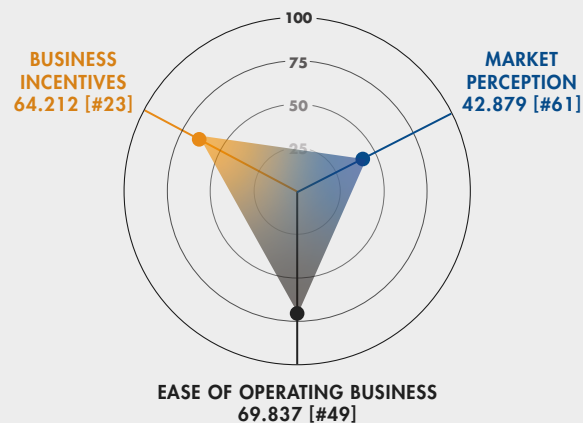 100
75
50
25
BUSINESS
INCENTIVES
64.212 [#23]
MARKET
PERCEPTION
42.879 [#61]
EASE OF OPERATING BUSINESS
69.837 [#49]